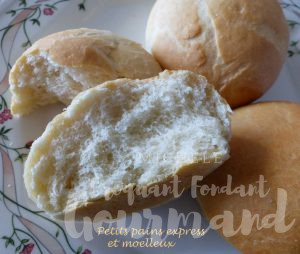 Croquant Fondant
Gourmand
Petits pains express
et moelleux